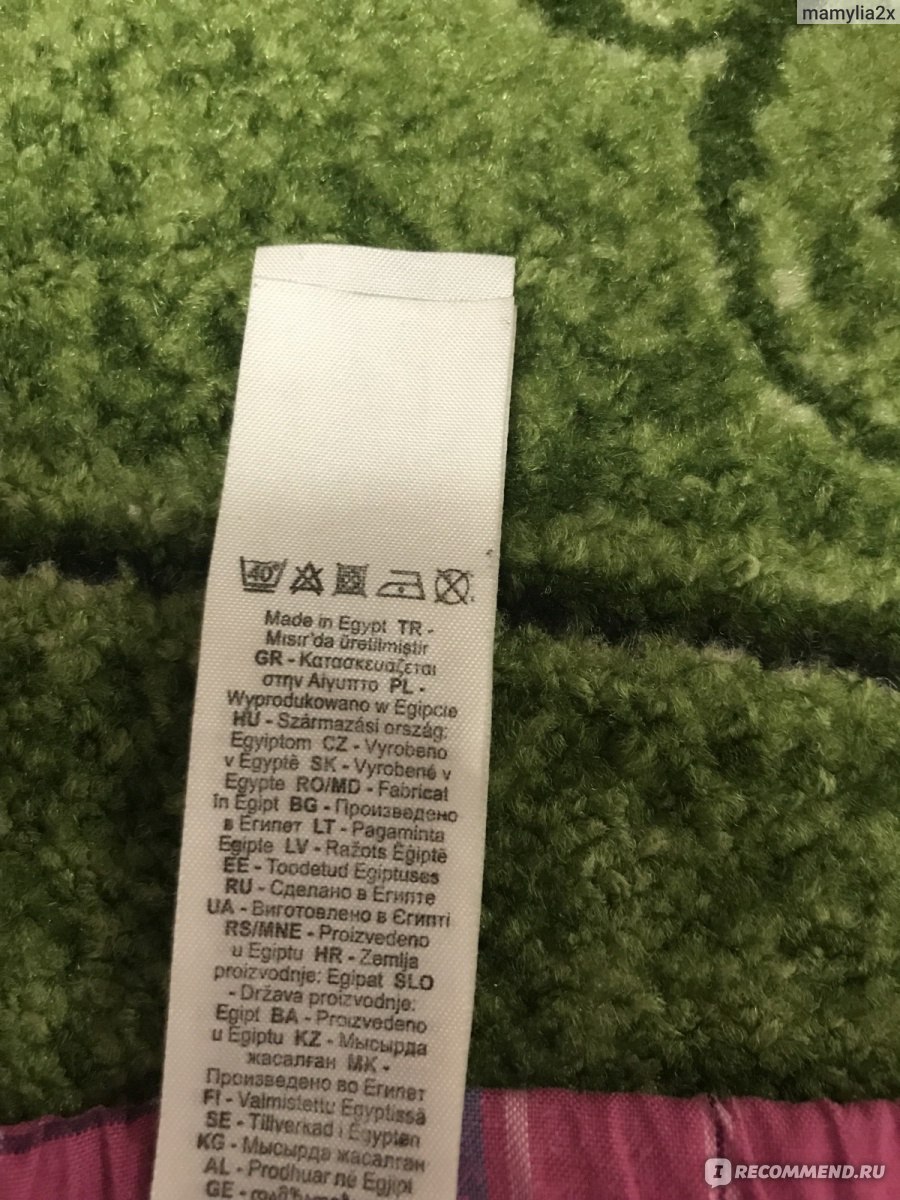 mamylia2x
40°
Made in Egypt TR -
Mısır'da üretilmiştir
GR - Κατασκευάζεται
στην Αίγυπτο PL -
Wyprodukowano w Egipcie
HU - Származási ország:
Egyiptom CZ - Vyrobeno
v Egyptě SK - Vyrobené v
Egypte RO/MD - Fabricat
în Egipt BG - Произведено
в Египет LT - Pagaminta
Egipte LV - Ražots Ēģiptē
EE - Toodetud Egiptuses
RU - Сделано в Египте
UA - Виготовлено в Єгипті
RS/MNE - Proizvedeno
u Egiptu HR - Zemlja
proizvodnje: Egipat SLO
- Država proizvodnje:
Egipt BA - Proizvedeno
u Egiptu KZ - Мысырда
жасалған MK -
Произведено во Египет
FI - Valmistettu Egyptissä
SE - Tillverkad i Egypten
KG - Мысырда жасалган
AL - Prodhuar në Egjipt
GE -
IRECOMMEND.RU